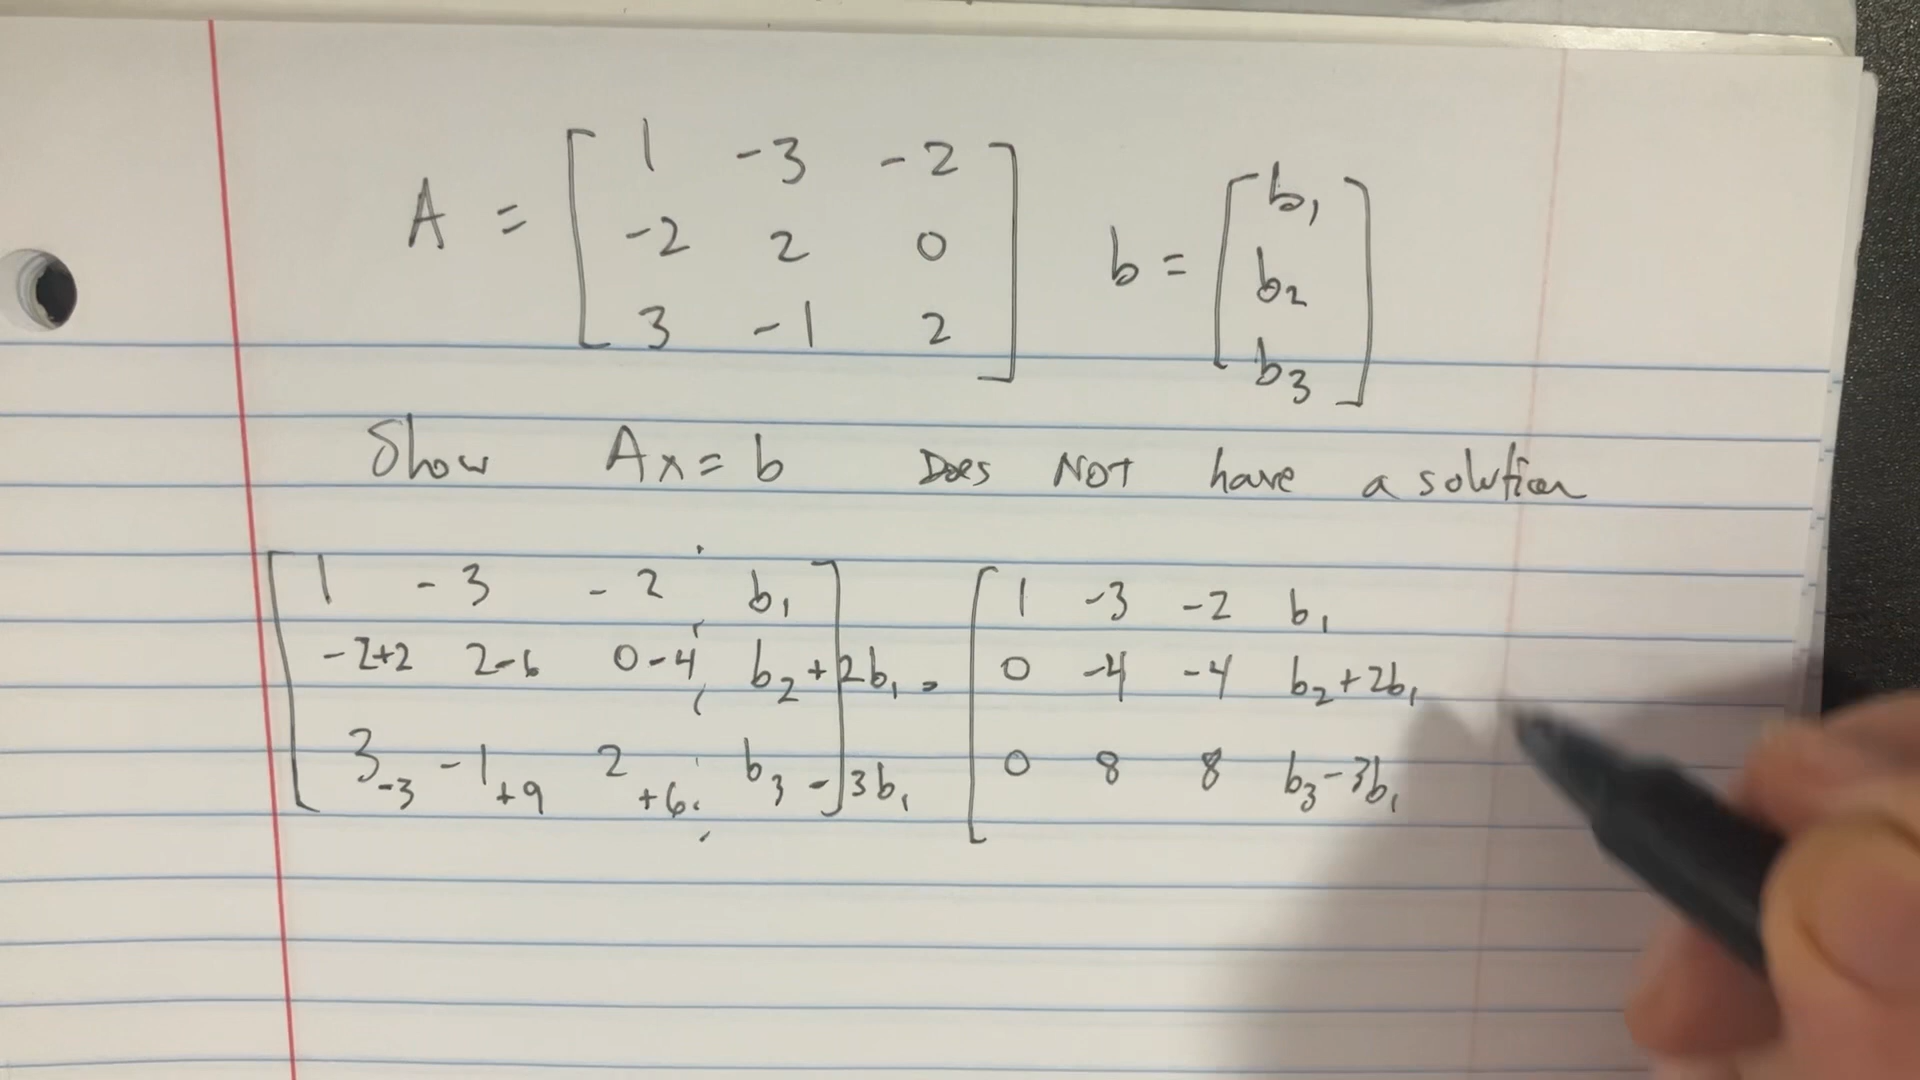 A = [ 1 -3 -2 ; -2 2 0 ; 3 -1 2 ] b = [ b₁ ; b₂ ; b₃ ]
Show Ax = b Does NOT have a solution
[ 1 -3 -2 b₁ ] [ 1 -3 -2 b₁
-2+2 2-6 0-4 b₂+2b₁ = 0 -4 -4 b₂+2b₁
3-3 -1+9 2+6 b₃-3b₁ 0 8 8 b₃-3b₁